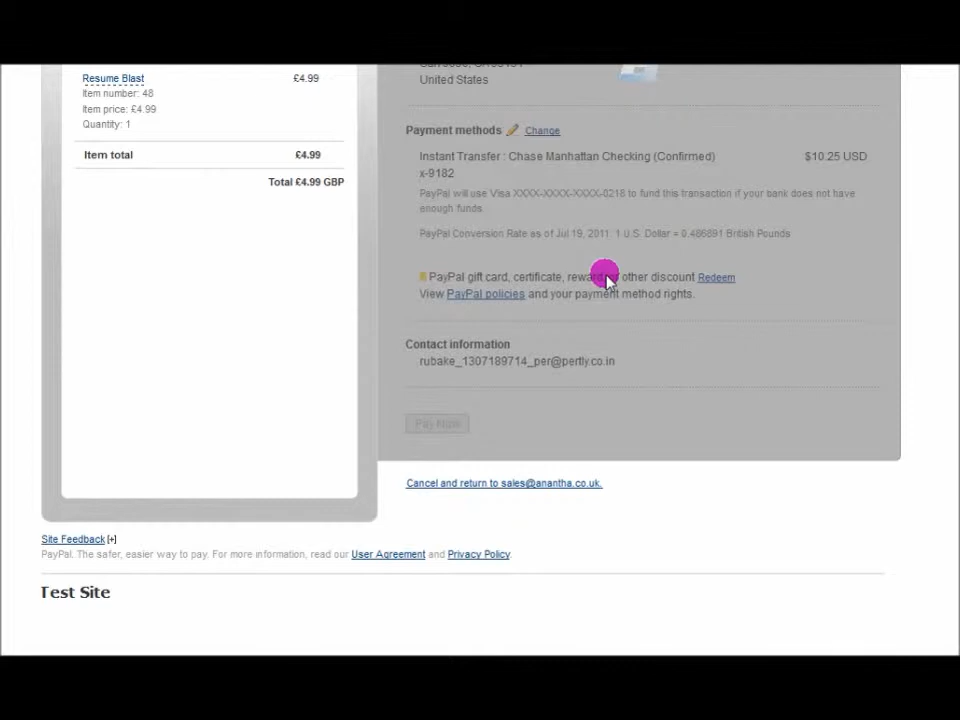 Resume Blast £4.99
Item number: 48
Item price: £4.99
Quantity: 1
Item total £4.99
Total £4.99 GBP
United States
Payment methods Change
Instant Transfer : Chase Manhattan Checking (Confirmed) $10.25 USD
x-9182
PayPal will use Visa XXXX-XXXX-XXXX-0218 to fund this transaction if your bank does not have
enough funds.
PayPal Conversion Rate as of Jul 19, 2011: 1 U.S. Dollar = 0.486891 British Pounds
PayPal gift card, certificate, reward or other discount Redeem
View PayPal policies and your payment method rights.
Contact information
rubake_1307189714_per@pertly.co.in
Pay Now
Cancel and return to sales@anantha.co.uk.
Site Feedback [+]
PayPal. The safer, easier way to pay. For more information, read our User Agreement and Privacy Policy.
Test Site